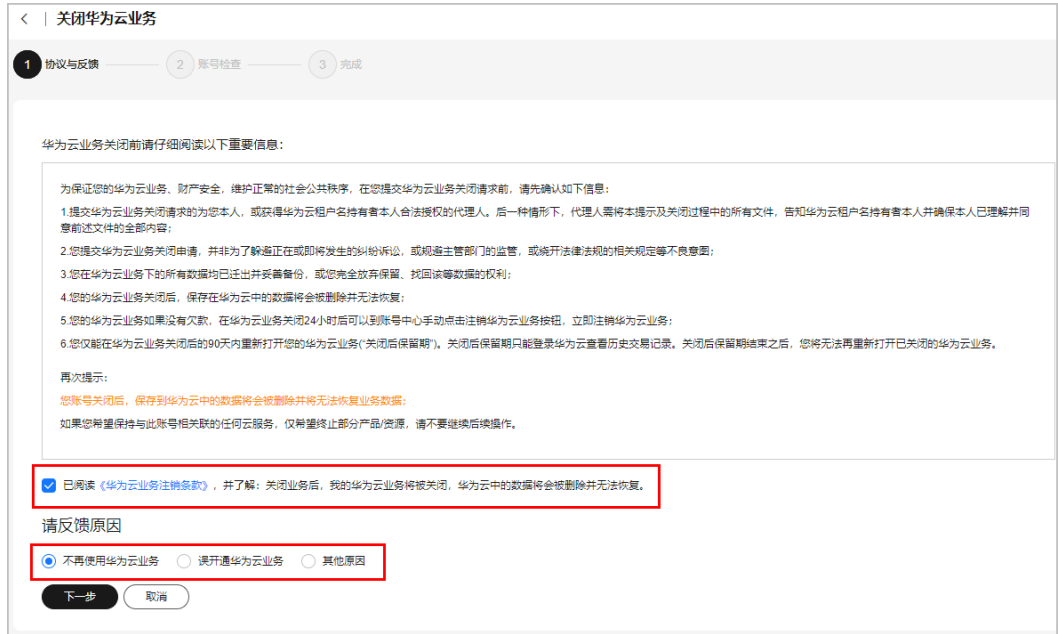 关闭华为云业务
1 协议与反馈 2 账号检查 3 完成
华为云业务关闭前请仔细阅读以下重要信息：
为保证您的华为云业务、财产安全，维护正常的社会公共秩序，在您提交华为云业务关闭请求前，请先确认如下信息：
1.提交华为云业务关闭请求的为您本人，或获得华为云租户名持有者本人合法授权的代理人。后一种情形下，代理人需将本提示及关闭过程中的所有文件，告知华为云租户名持有者本人并确保本人已理解并同
意前述文件的全部内容；
2.您提交华为云业务关闭申请，并非为了躲避正在或即将发生的纠纷诉讼，或规避主管部门的监管，或绕开法律法规的相关规定等不良意图；
3.您在华为云业务下的所有数据均已迁出并妥善备份，或您完全放弃保留、找回该等数据的权利；
4.您的华为云业务关闭后，保存在华为云中的数据将会被删除并无法恢复；
5.您的华为云业务如果没有欠款，在华为云业务关闭24小时后可以到账号中心手动点击注销华为云业务按钮，立即注销华为云业务；
6.您仅能在华为云业务关闭后的90天内重新打开您的华为云业务("关闭后保留期")。关闭后保留期只能登录华为云查看历史交易记录。关闭后保留期结束之后，您将无法再重新打开已关闭的华为云业务。
再次提示：
您账号关闭后，保存到华为云中的数据将会被删除并将无法恢复业务数据；
如果您希望保持与此账号相关联的任何云服务，仅希望终止部分产品/资源，请不要继续后续操作。
已阅读《华为云业务注销条款》，并了解：关闭业务后，我的华为云业务将被关闭，华为云中的数据将会被删除并无法恢复。
请反馈原因
不再使用华为云业务 误开通华为云业务 其他原因
下一步 取消